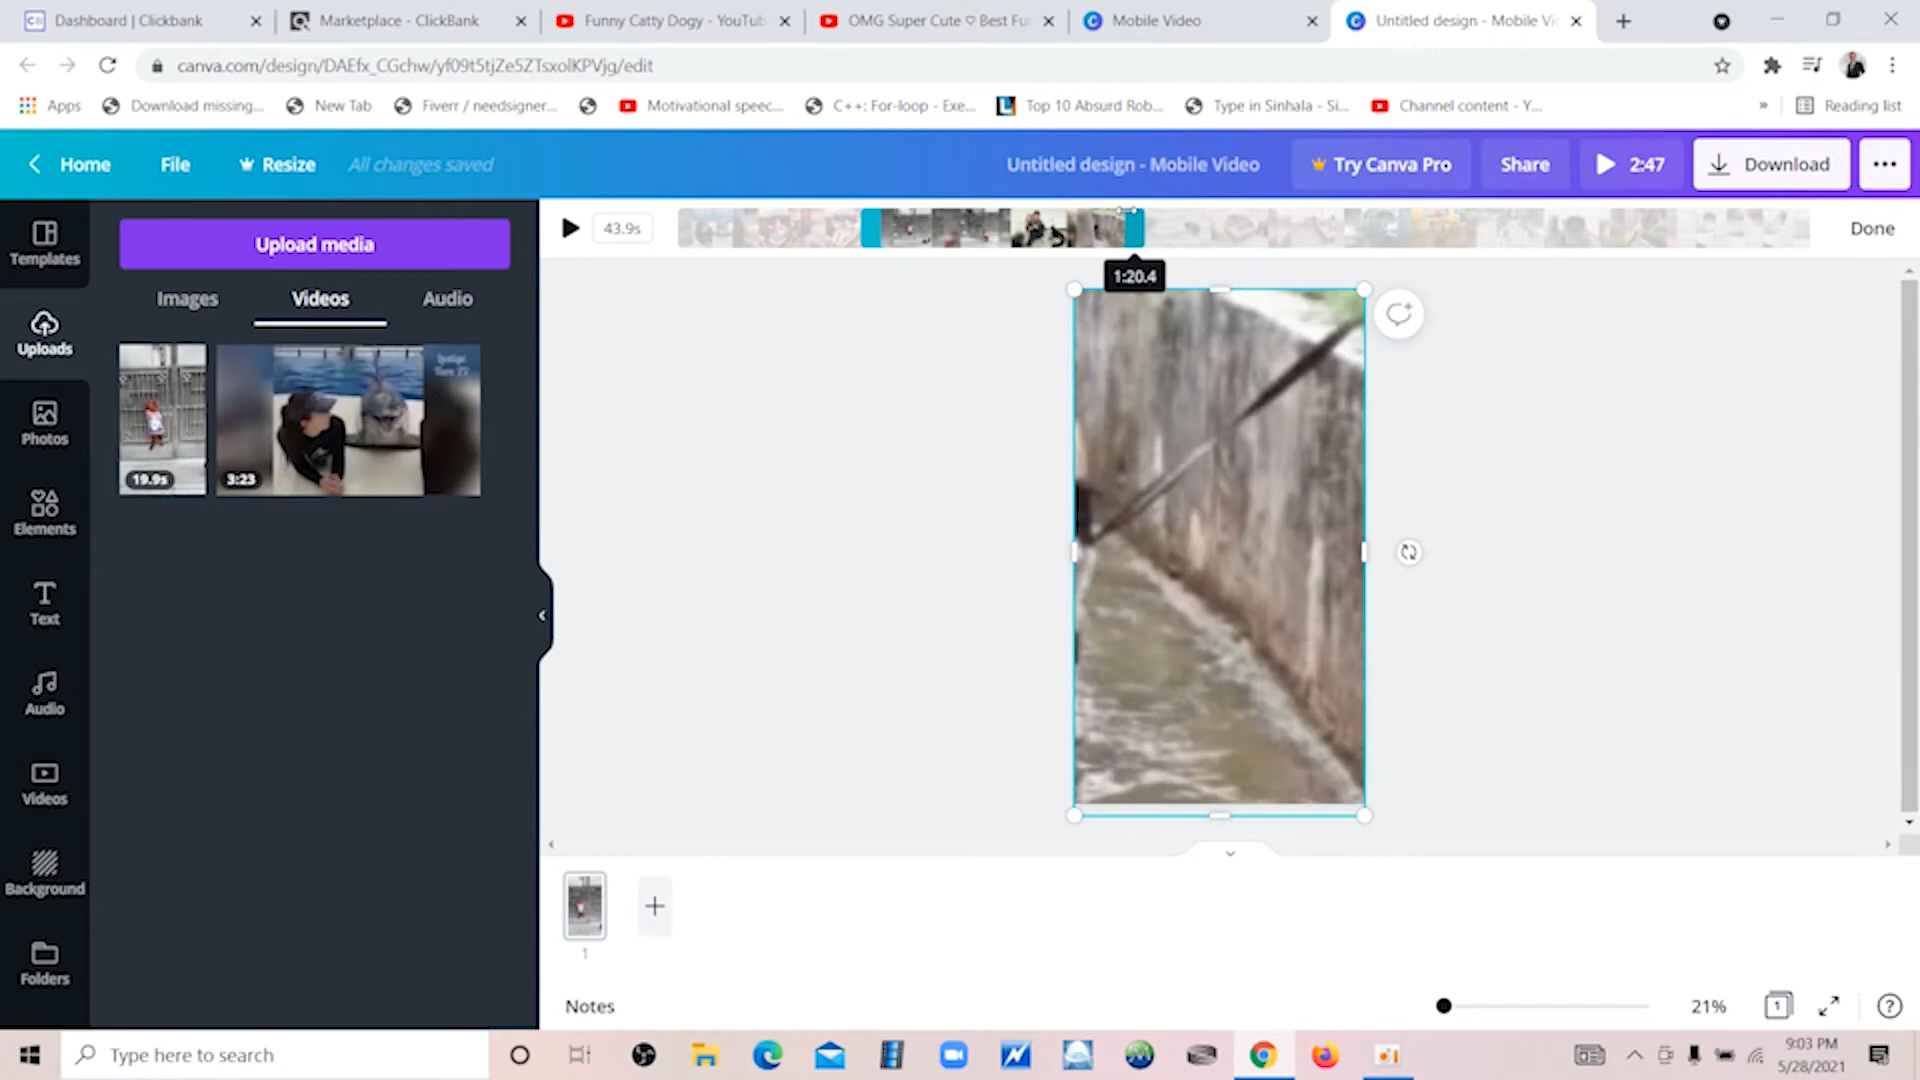 Dashboard | Clickbank
Marketplace - ClickBank
Funny Catty Dogy - YouTub
OMG Super Cute ♡ Best Fu
Mobile Video
Untitled design - Mobile Vi
canva.com/design/DAEfx_CGchw/yf09t5tjZe5ZTsxolKPVjg/edit
Apps
Download missing...
New Tab
Fiverr / needsigner...
Motivational speec...
C++: For-loop - Exe...
Top 10 Absurd Rob...
Type in Sinhala - Si...
Channel content - Y...
»
Reading list
Home
File
Resize
All changes saved
Untitled design - Mobile Video
Try Canva Pro
Share
2:47
Download
Templates
Uploads
Photos
Elements
Text
Audio
Videos
Background
Folders
Upload media
Images
Videos
Audio
19.9s
3:23
43.9s
Done
1:20.4
1
Notes
21%
1
Type here to search
9:03 PM
5/28/2021